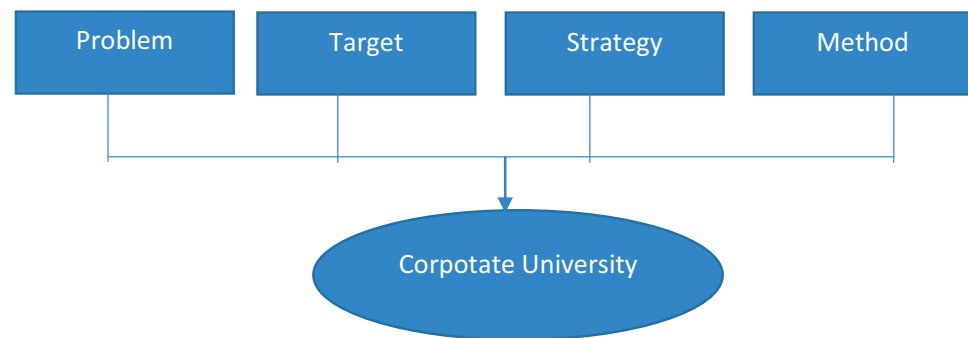 Problem
Target
Strategy
Method
Corpotate University